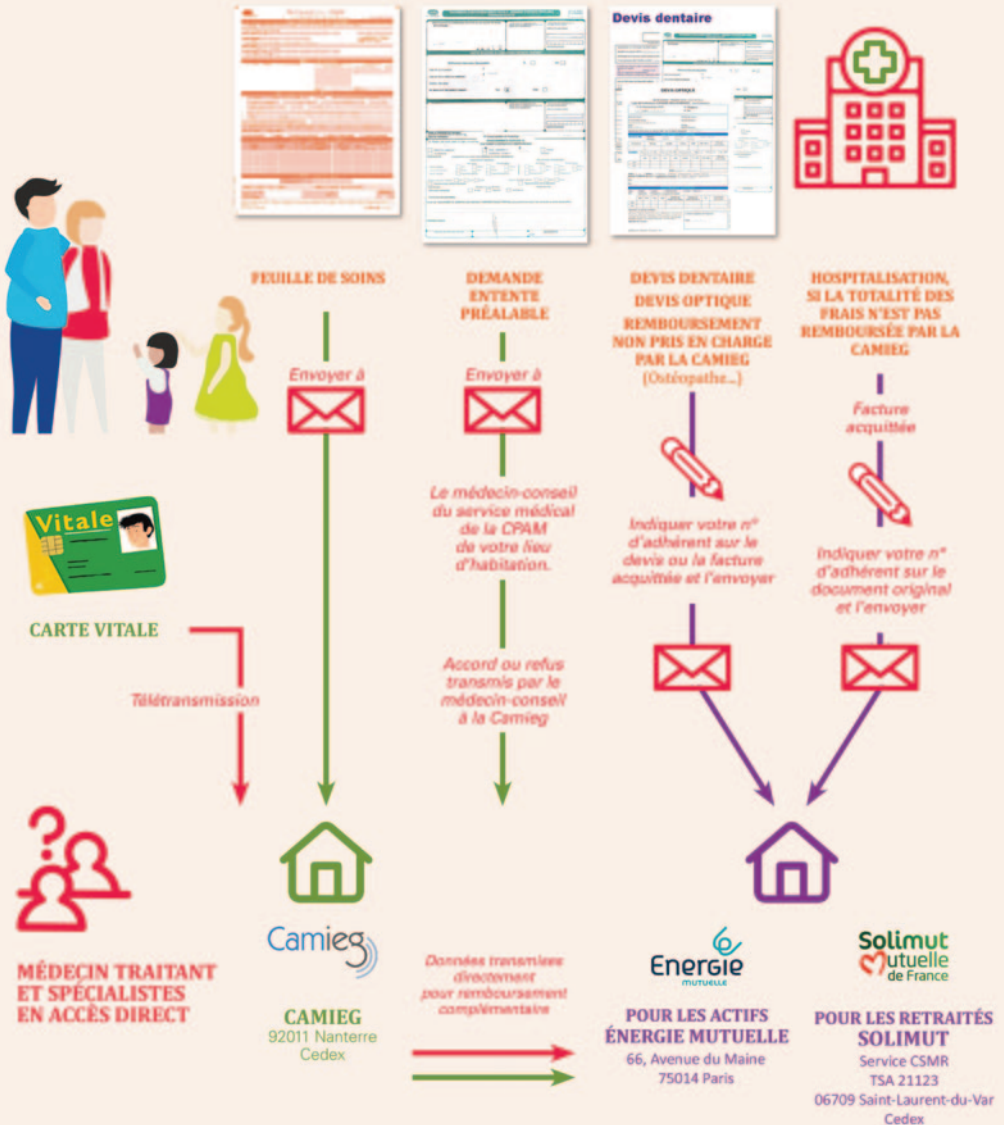 Devis dentaire
DEVIS OPTIQUE
FEUILLE DE SOINS
Envoyer à
DEMANDE
ENTENTE
PRÉALABLE
Envoyer à
Le médecin-conseil
du service médical
de la CPAM
de votre lieu
d'habitation.
Accord ou refus
transmis par le
médecin-conseil
à la Camieg
DEVIS DENTAIRE
DEVIS OPTIQUE
REMBOURSEMENT
NON PRIS EN CHARGE
PAR LA CAMIEG
(Ostéopathe...)
Indiquer votre n°
d'adhérent sur le
devis ou la facture
acquittée et l'envoyer
HOSPITALISATION,
SI LA TOTALITÉ DES
FRAIS N'EST PAS
REMBOURSÉE PAR LA
CAMIEG
Facture
acquittée
Indiquer votre n°
d'adhérent sur le
document original
et l'envoyer
Vitale
CARTE VITALE
Télétransmission
MÉDECIN TRAITANT
ET SPÉCIALISTES
EN ACCÈS DIRECT
Camieg
CAMIEG
92011 Nanterre
Cedex
Données transmises
directement
pour remboursement
complémentaire
Energie
MUTUELLE
POUR LES ACTIFS
ÉNERGIE MUTUELLE
66, Avenue du Maine
75014 Paris
Solimut
Mutuelle
de France
POUR LES RETRAITÉS
SOLIMUT
Service CSMR
TSA 21123
06709 Saint-Laurent-du-Var
Cedex